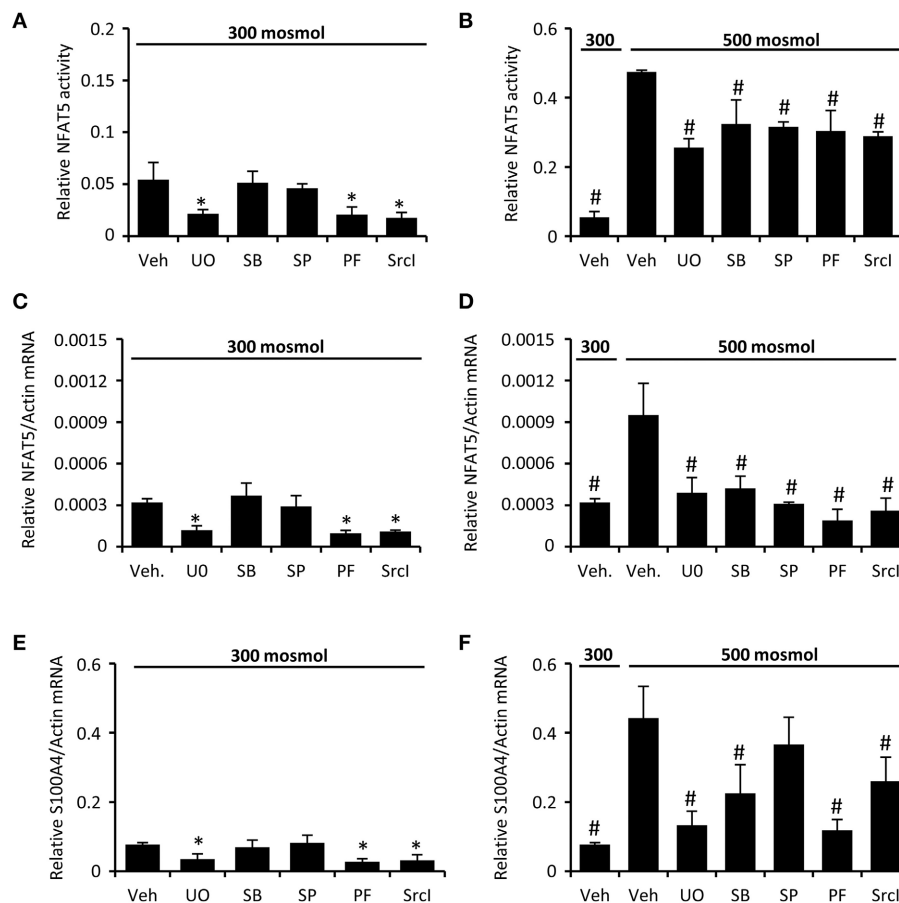 A
Relative NFAT5 activity
0.2
0.15
0.1
0.05
0
300 mosmol
*
*
*
Veh UO SB SP PF SrcI
B
Relative NFAT5 activity
0.6
0.4
0.2
0
300 500 mosmol
#
#
#
#
#
#
Veh Veh UO SB SP PF SrcI
C
Relative NFAT5/Actin mRNA
0.0015
0.0012
0.0009
0.0006
0.0003
0
300 mosmol
*
*
*
Veh. U0 SB SP PF SrcI
D
Relative NFAT5/Actin mRNA
0.0015
0.0012
0.0009
0.0006
0.0003
0
300 500 mosmol
#
#
#
#
#
#
Veh. Veh. U0 SB SP PF SrcI
E
Relative S100A4/Actin mRNA
0.6
0.4
0.2
0
300 mosmol
*
*
*
Veh UO SB SP PF SrcI
F
Relative S100A4/Actin mRNA
0.6
0.4
0.2
0
300 500 mosmol
#
#
#
#
#
Veh Veh UO SB SP PF SrcI